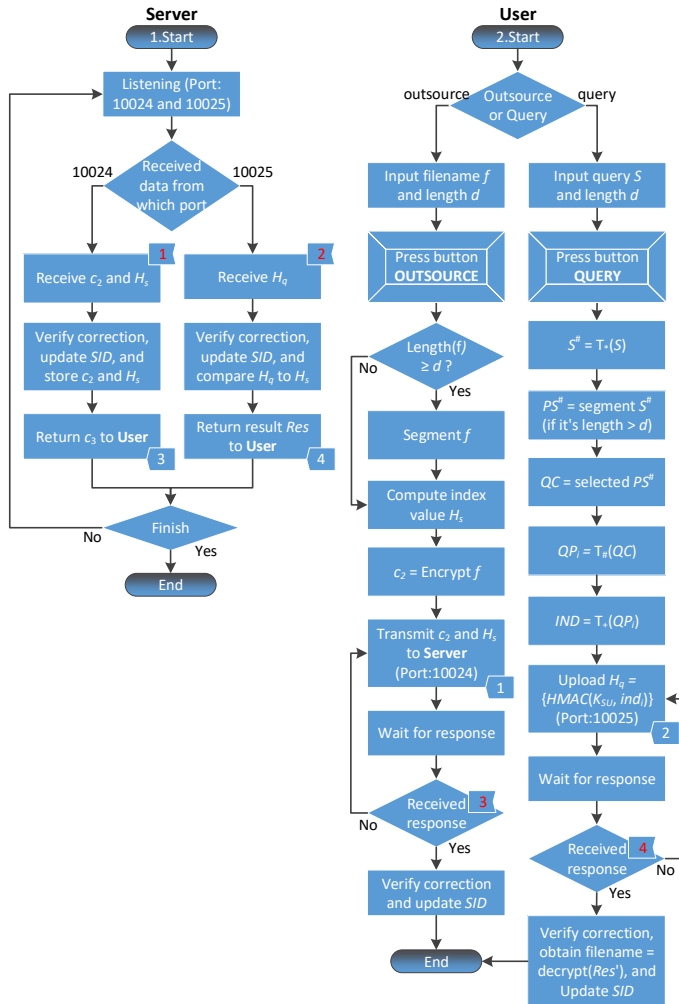 Server
1.Start
Listening (Port:
10024 and 10025)
10024
10025
Received
data from
which port
1
Receive c₂ and Hₛ
2
Receive H_q
Verify correction,
update SID, and
store c₂ and Hₛ
Verify correction,
update SID, and
compare H_q to Hₛ
Return c₃ to User
3
Return result Res
to User
4
Finish
No
Yes
End
User
2.Start
outsource
query
Outsource
or Query
Input filename f
and length d
Press button
OUTSOURCE
Length(f)
≥ d ?
No
Yes
Segment f
Compute index
value Hₛ
c₂ = Encrypt f
Transmit c₂ and Hₛ
to Server
(Port:10024)
1
Wait for response
Received
response
3
No
Yes
Verify correction
and update SID
End
Input query S
and length d
Press button
QUERY
S# = T*(S)
PS# = segment S#
(if it's length > d)
QC = selected PS#
QPᵢ = T#(QC)
IND = T₊(QPᵢ)
Upload H_q =
{HMAC(K_SU, indᵢ)}
(Port:10025)
2
Wait for response
Received
response
4
No
Yes
Verify correction,
obtain filename =
decrypt(Res'), and
Update SID